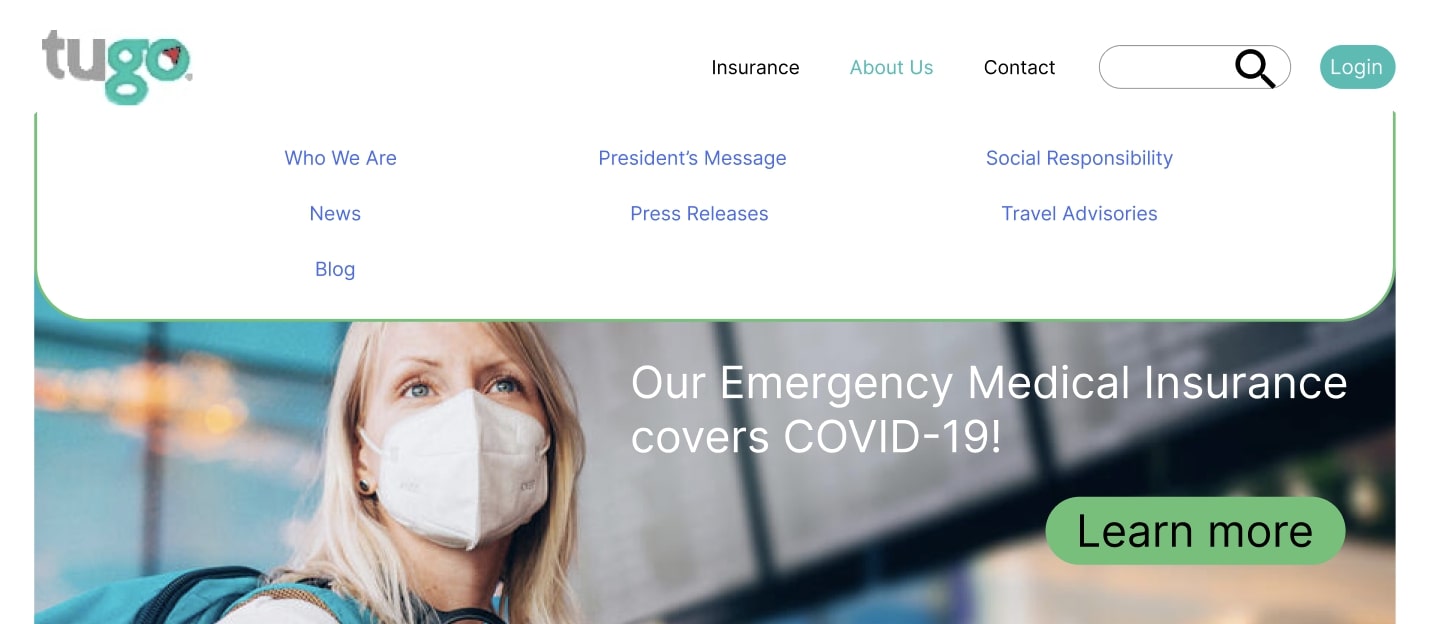 tugo
Insurance About Us Contact Login
Who We Are President’s Message Social Responsibility
News Press Releases Travel Advisories
Blog
Our Emergency Medical Insurance
covers COVID-19!
Learn more